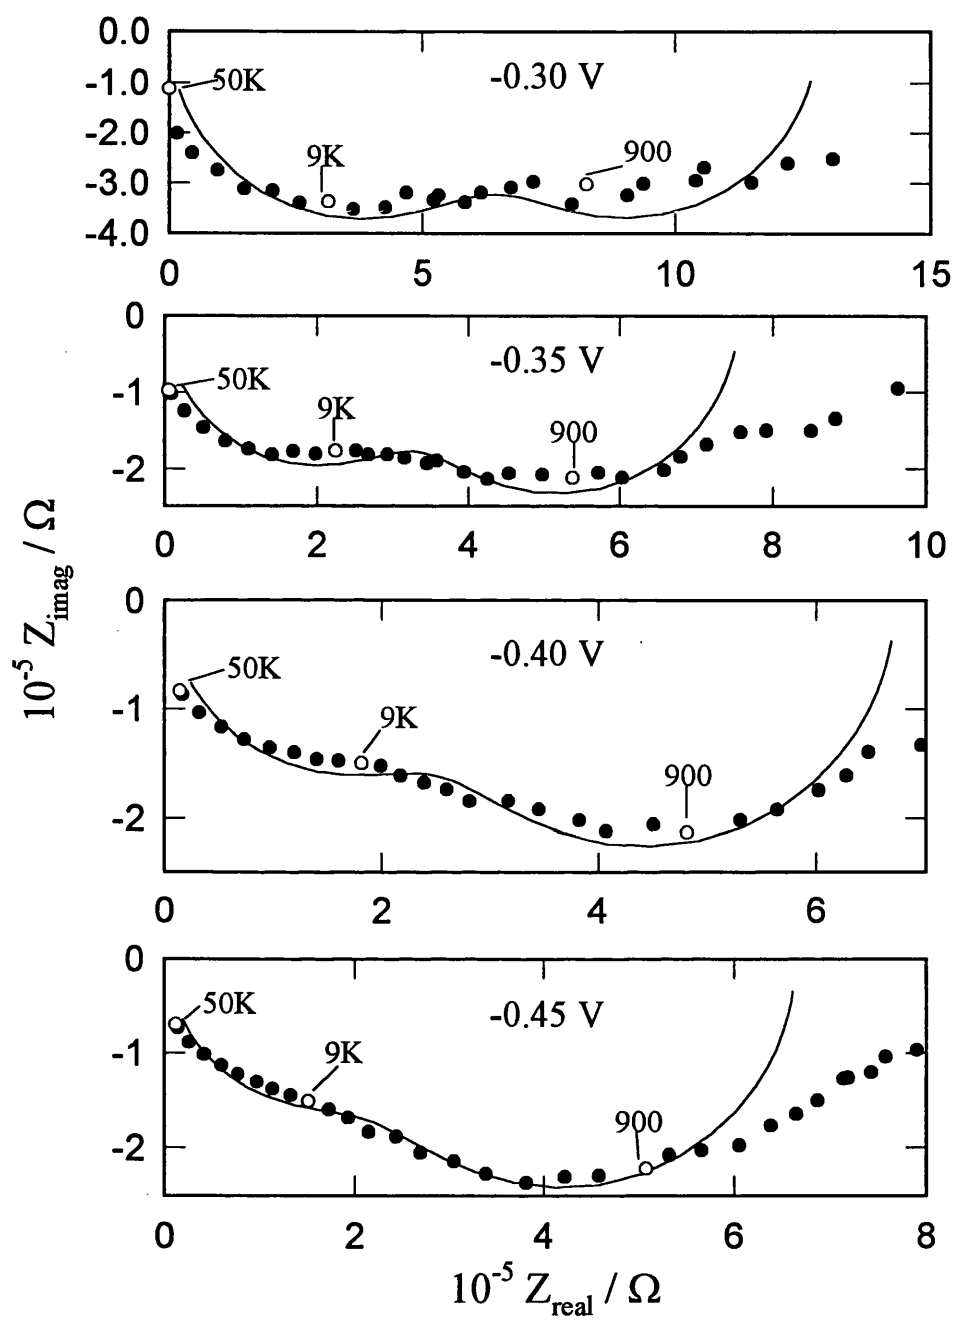 0.0
-1.0
-2.0
-3.0
-4.0
50K
-0.30 V
9K
900
0 5 10 15
0
-1
-2
50K
-0.35 V
9K
900
0 2 4 6 8 10
10⁻⁵ Z_imag / Ω
0
-1
-2
50K
-0.40 V
9K
900
0 2 4 6
0
-1
-2
50K
-0.45 V
9K
900
0 2 4 6 8
10⁻⁵ Z_real / Ω